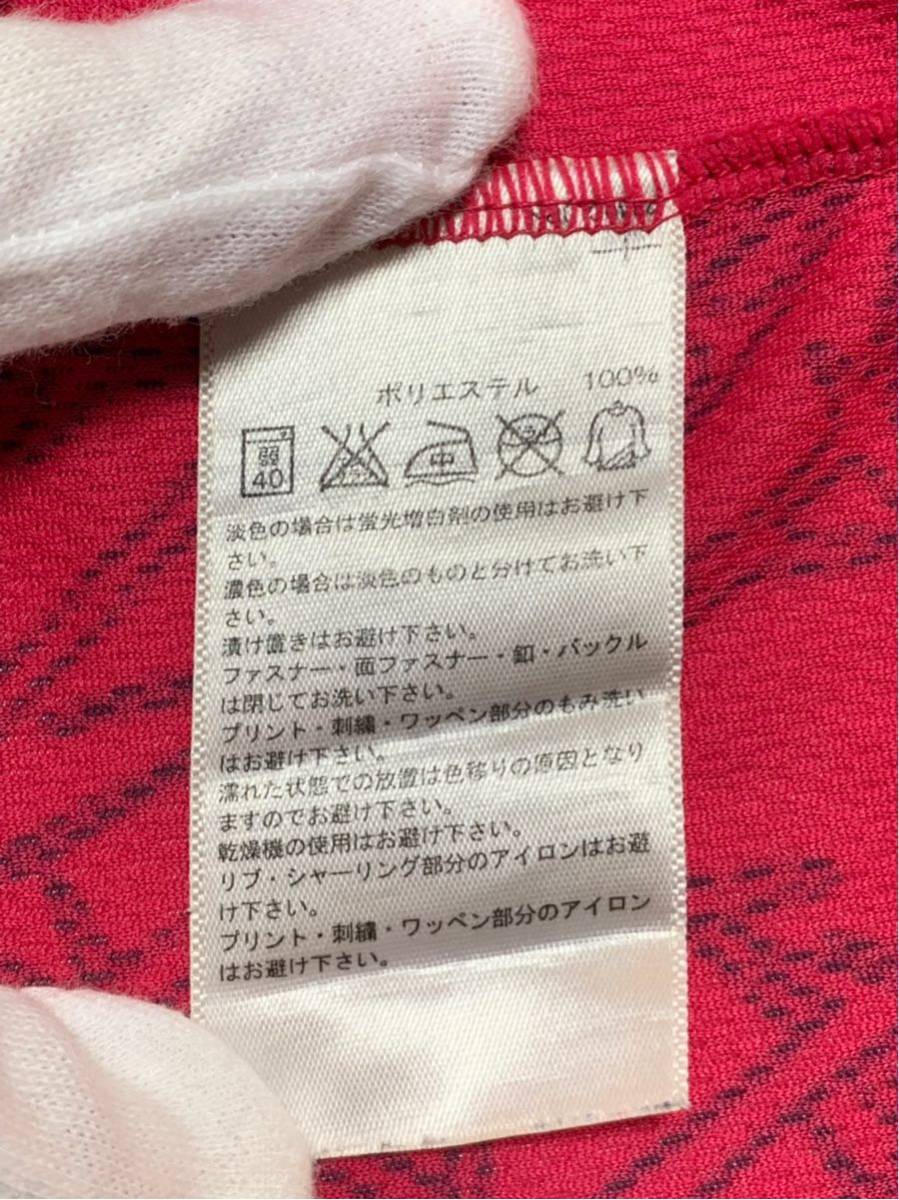 ポリエステル 100%
弱
40
中
淡色の場合は蛍光増白剤の使用はお避け下
さい。
濃色の場合は淡色のものと分けてお洗い下
さい。
漬け置きはお避け下さい。
ファスナー・面ファスナー・釦・バックル
は閉じてお洗い下さい。
プリント・刺繍・ワッペン部分のもみ洗い
はお避け下さい。
濡れた状態での放置は色移りの原因となり
ますのでお避け下さい。
乾燥機の使用はお避け下さい。
リブ・シャーリング部分のアイロンはお避
け下さい。
プリント・刺繍・ワッペン部分のアイロン
はお避け下さい。